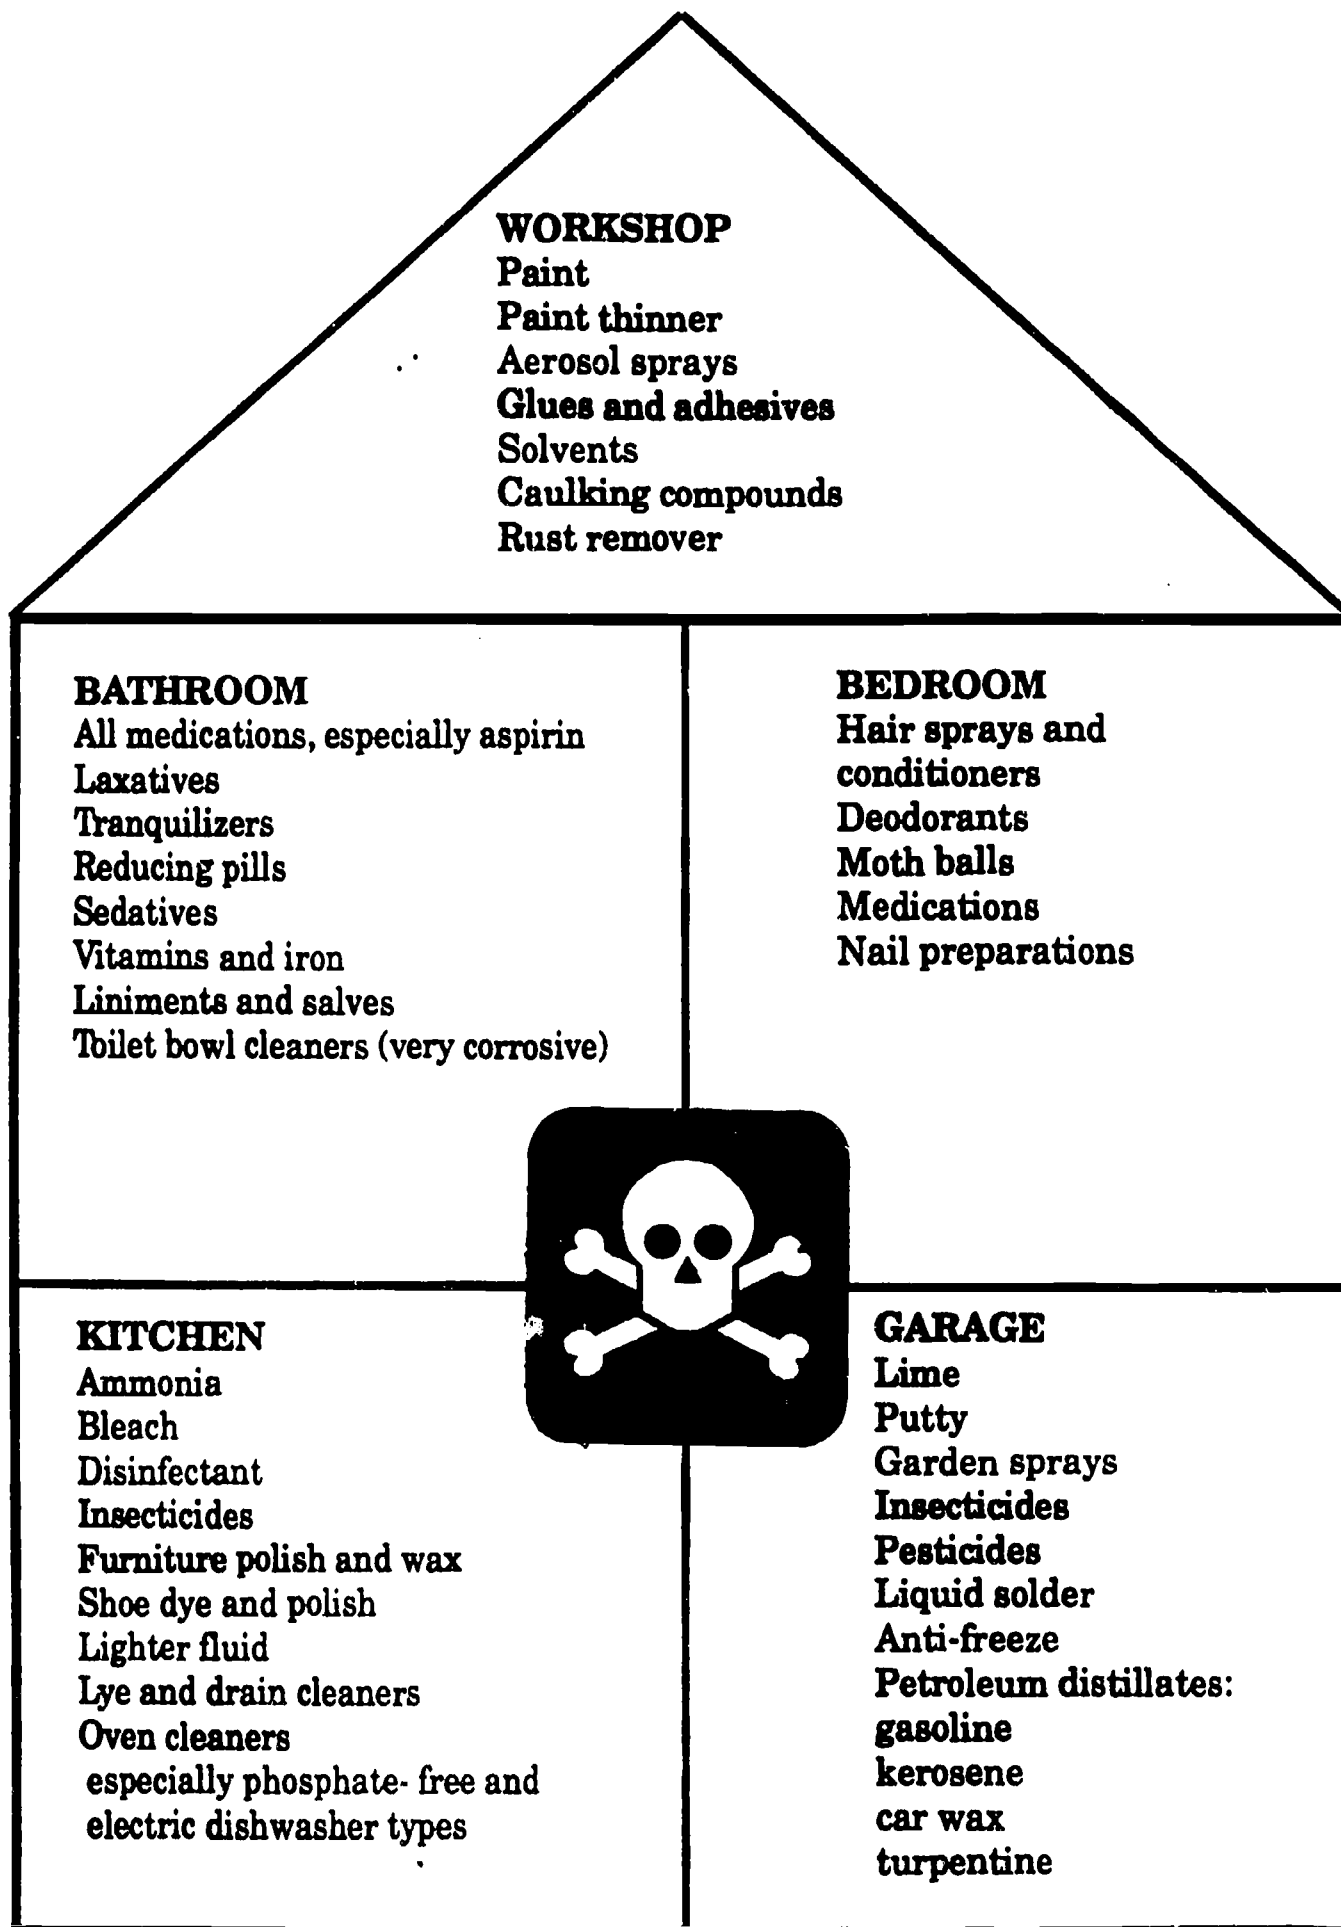 WORKSHOP
Paint
Paint thinner
Aerosol sprays
Glues and adhesives
Solvents
Caulking compounds
Rust remover
BATHROOM
All medications, especially aspirin
Laxatives
Tranquilizers
Reducing pills
Sedatives
Vitamins and iron
Liniments and salves
Toilet bowl cleaners (very corrosive)
BEDROOM
Hair sprays and
conditioners
Deodorants
Moth balls
Medications
Nail preparations
KITCHEN
Ammonia
Bleach
Disinfectant
Insecticides
Furniture polish and wax
Shoe dye and polish
Lighter fluid
Lye and drain cleaners
Oven cleaners
especially phosphate- free and
electric dishwasher types
GARAGE
Lime
Putty
Garden sprays
Insecticides
Pesticides
Liquid solder
Anti-freeze
Petroleum distillates:
gasoline
kerosene
car wax
turpentine